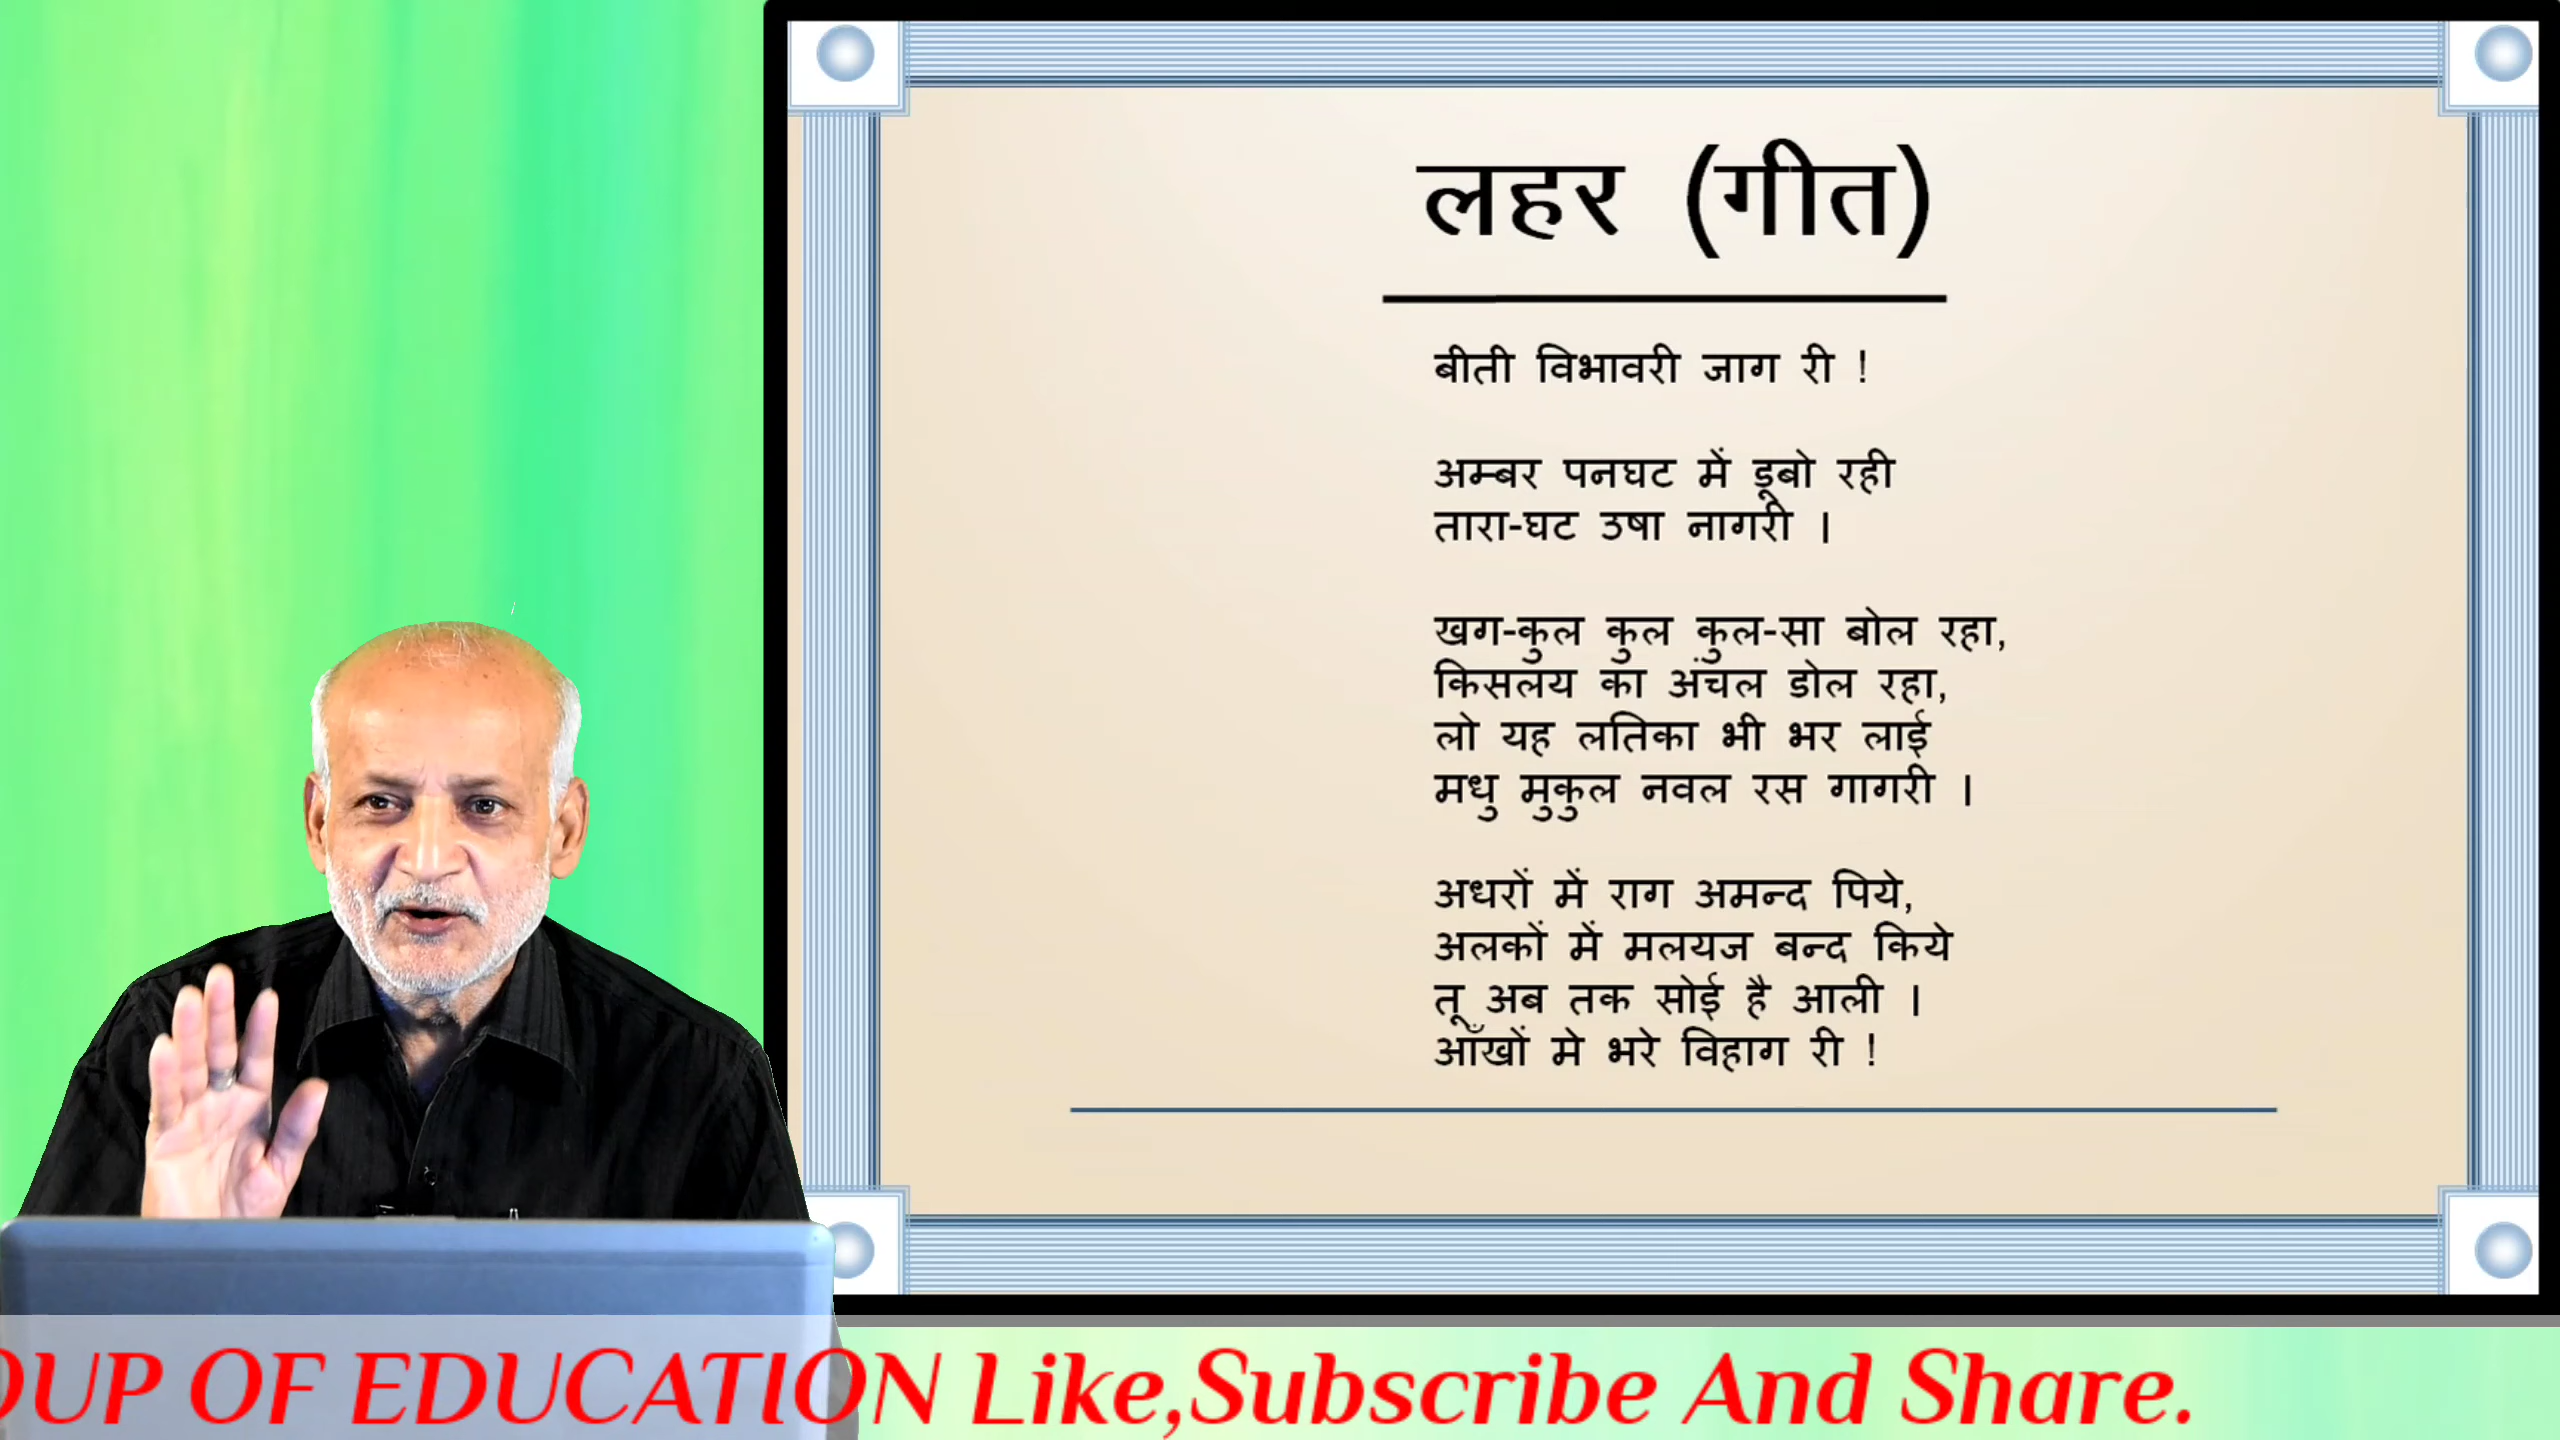 लहर (गीत)
बीती विभावरी जाग री !
अम्बर पनघट में डूबो रही
तारा-घट उषा नागरी ।
खग-कुल कुल कुल-सा बोल रहा,
किसलय का अंचल डोल रहा,
लो यह लतिका भी भर लाई
मधु मुकुल नवल रस गागरी ।
अधरों में राग अमन्द पिये,
अलकों में मलयज बन्द किये
तू अब तक सोई है आली ।
आँखों मे भरे विहाग री !
OUP OF EDUCATION Like,Subscribe And Share.